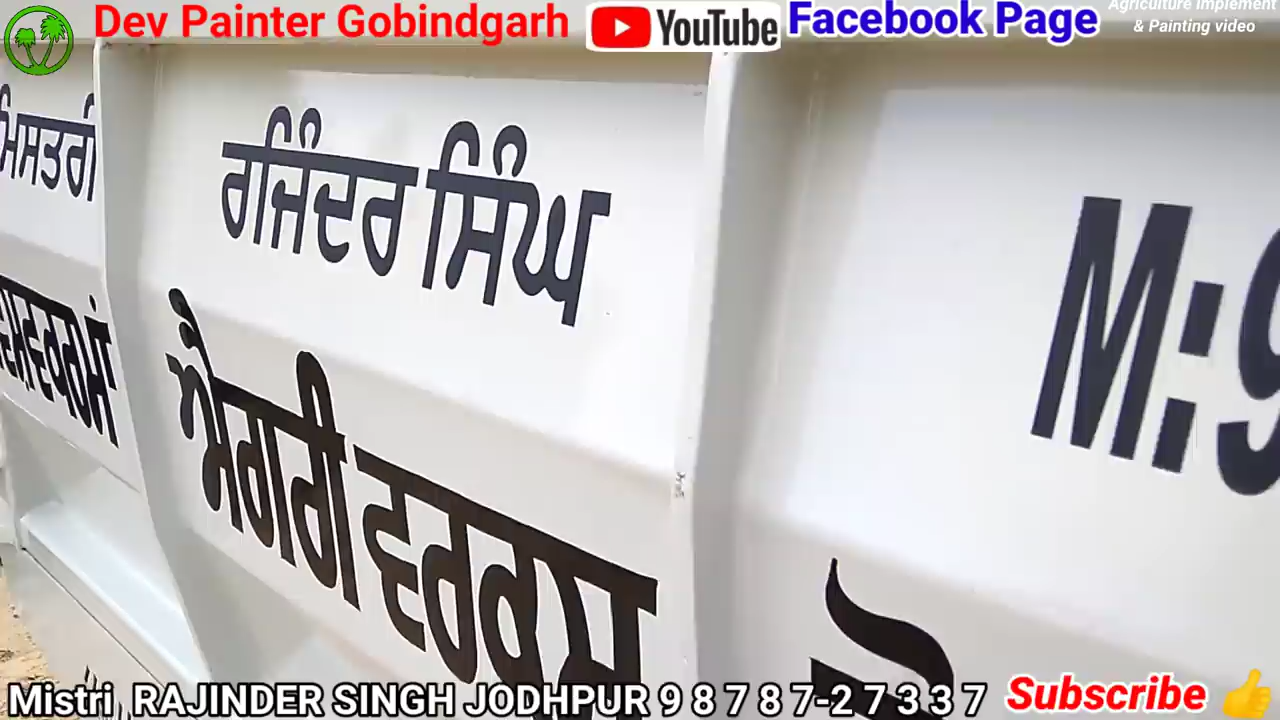 Dev Painter Gobindgarh YouTube Facebook Page
Agriculture Implement
& Painting video
ਮਿਸਤਰੀ ਰਜਿੰਦਰ ਸਿੰਘ M:9
ਐਗਰੀ ਵਰਕਸ
Mistri RAJINDER SINGH JODHPUR 9 8 7 8 7-2 7 3 3 7 Subscribe